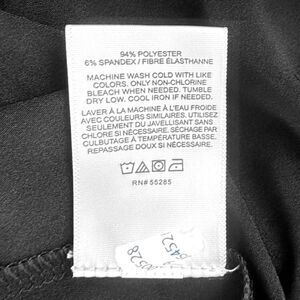 94% POLYESTER
6% SPANDEX / FIBRE ÉLASTHANNE
MACHINE WASH COLD WITH LIKE
COLORS, ONLY NON-CHLORINE
BLEACH WHEN NEEDED. TUMBLE
DRY LOW. COOL IRON IF NEEDED.
LAVER À LA MACHINE À L'EAU FROIDE
AVEC COULEURS SIMILAIRES. UTILISEZ
SEULEMENT DU JAVELLISANT SANS
CHLORE SI NÉCESSAIRE. SÉCHAGE PAR
CULBUTAGE À TEMPÉRATURE BASSE.
REPASSAGE DOUX SI NÉCESSAIRE.
RN# 55285